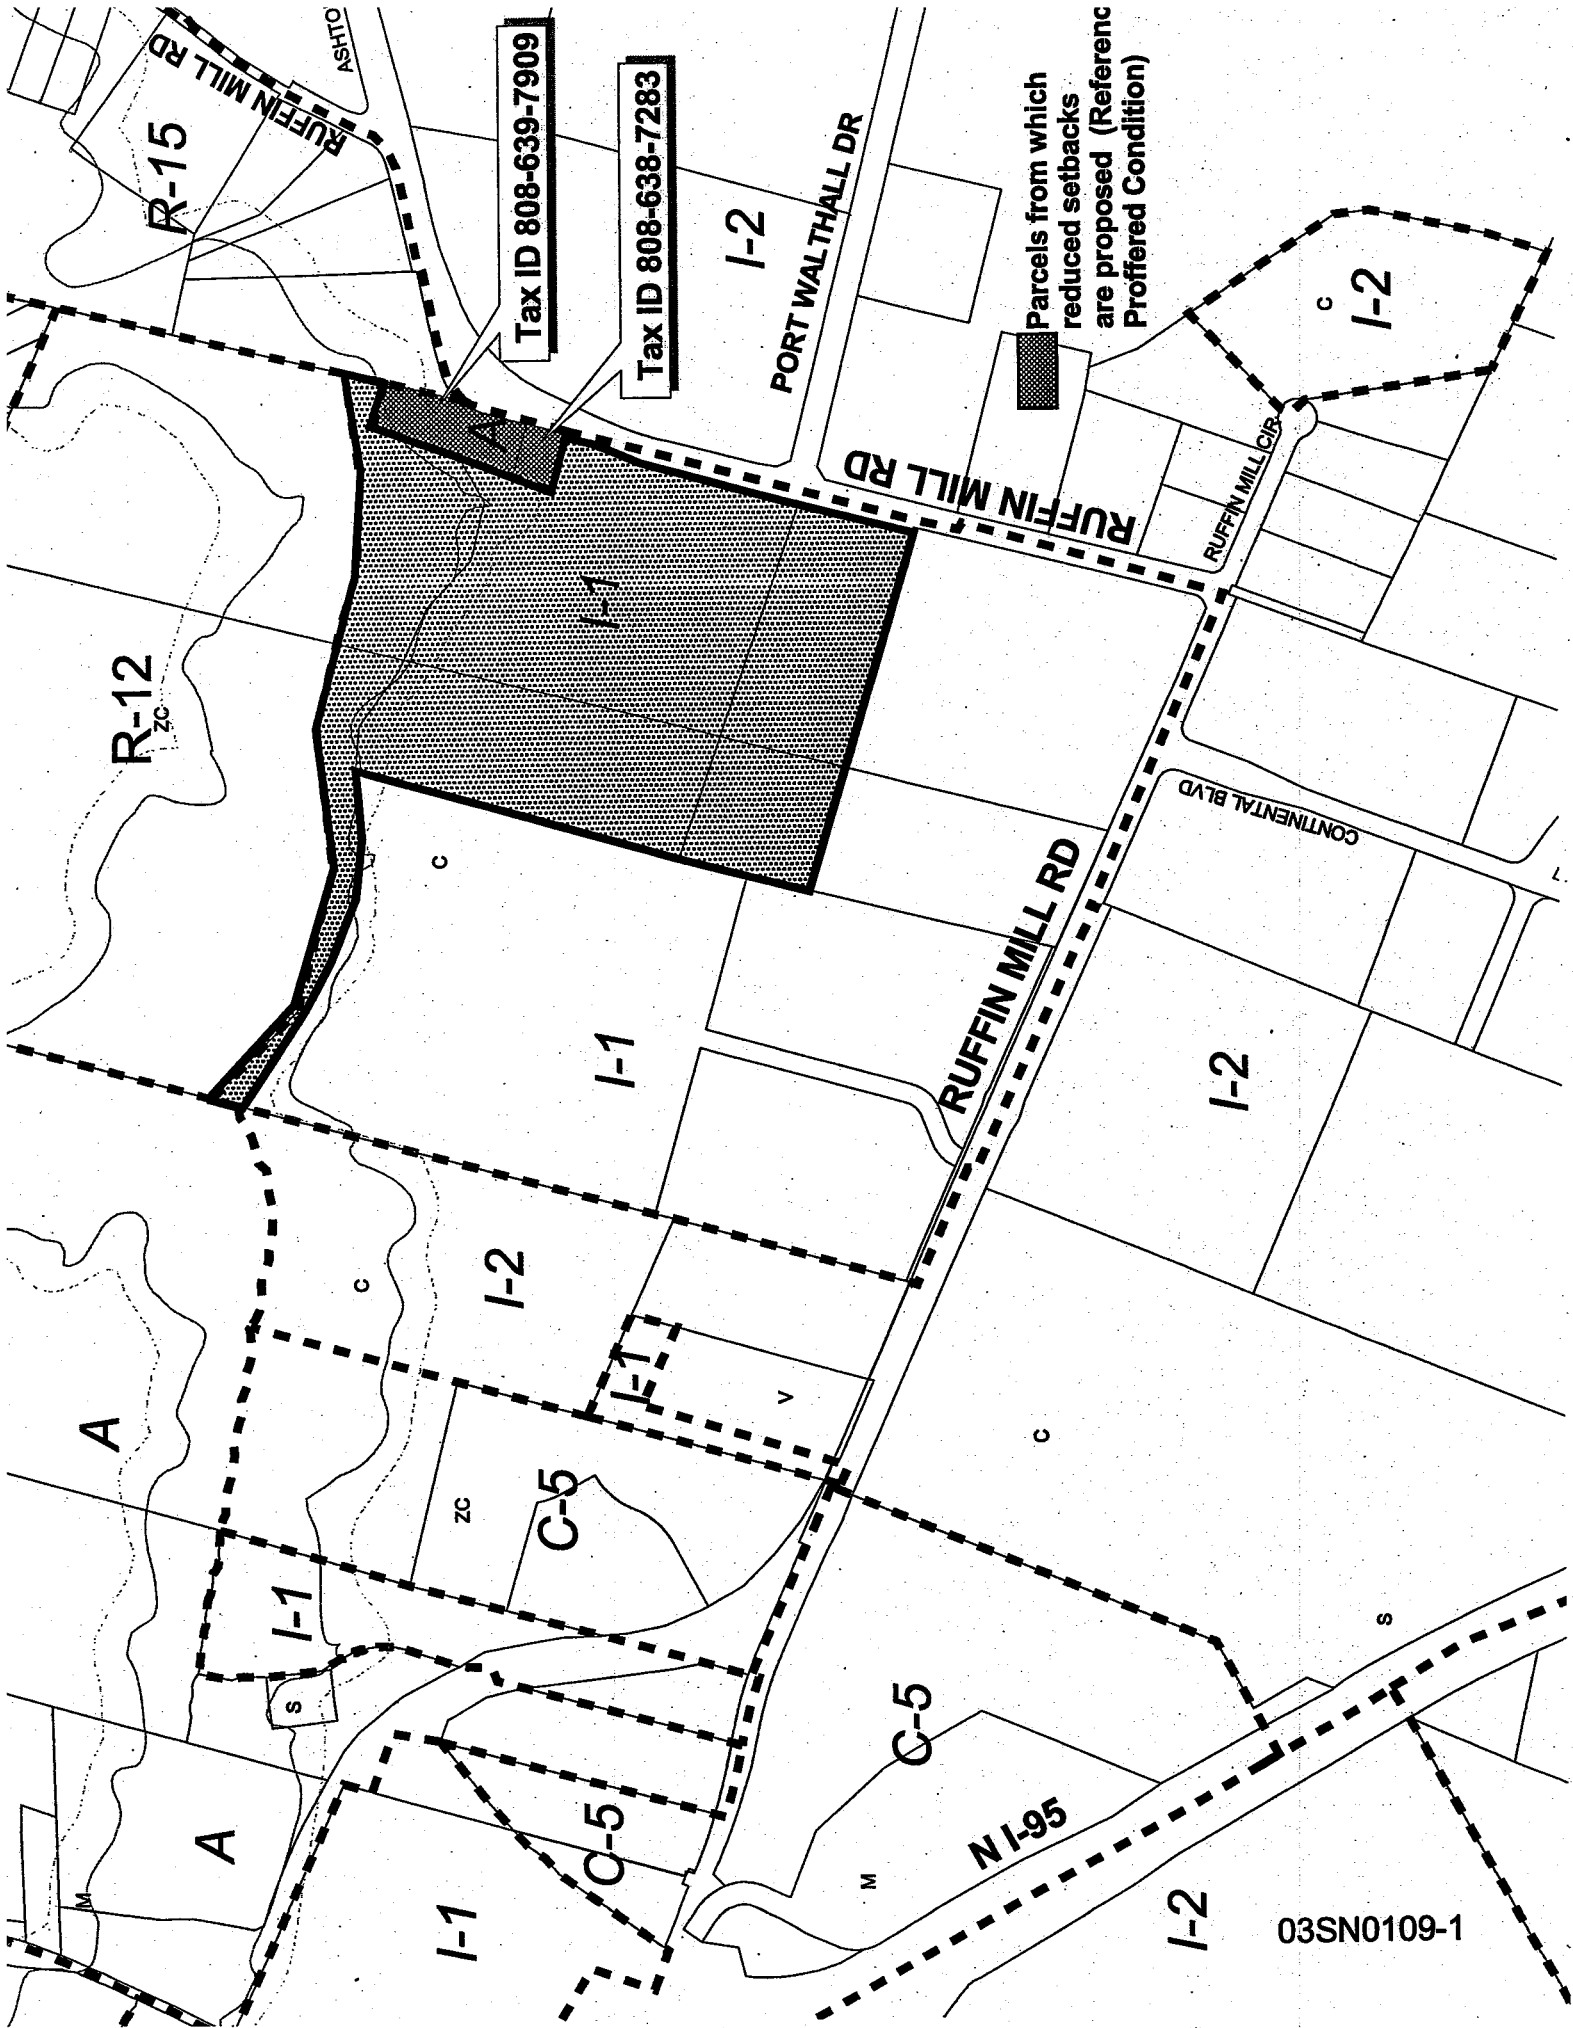 R-15
RUFFIN MILL RD
ASHTO
Tax ID 808-639-7909
Tax ID 808-638-7283
I-2
PORT WALTHALL DR
Parcels from which
reduced setbacks
are proposed (Referenc
Proffered Condition)
C
I-2
A
R-12
ZC
I-1
RUFFIN MILL RD
RUFFIN MILL CIR
CONTINENTAL BLVD
L
C
I-1
RUFFIN MILL RD
I-2
C
I-2
I-1
V
C
A
ZC
C-5
I-1
S
A
M
C-5
I-1
C-5
M
N I-95
S
I-2
03SN0109-1